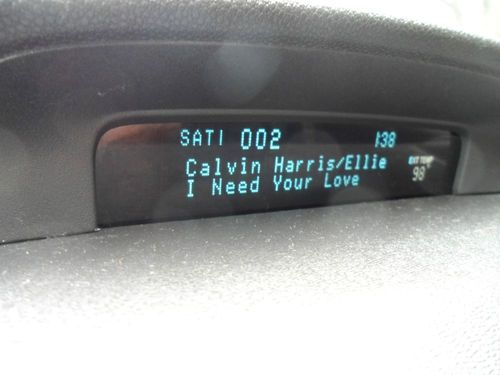 SAT1 002 1:38
Calvin Harris/Ellie
I Need Your Love
EXT TEMP
98°